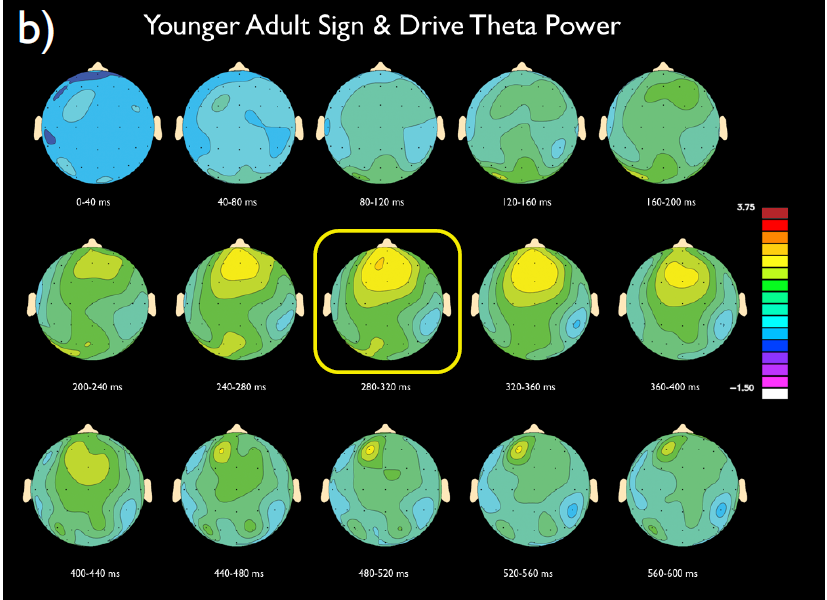 b)
Younger Adult Sign & Drive Theta Power
0-40 ms
40-80 ms
80-120 ms
120-160 ms
160-200 ms
3.75
200-240 ms
240-280 ms
280-320 ms
320-360 ms
360-400 ms
−1.50
400-440 ms
440-480 ms
480-520 ms
520-560 ms
560-600 ms